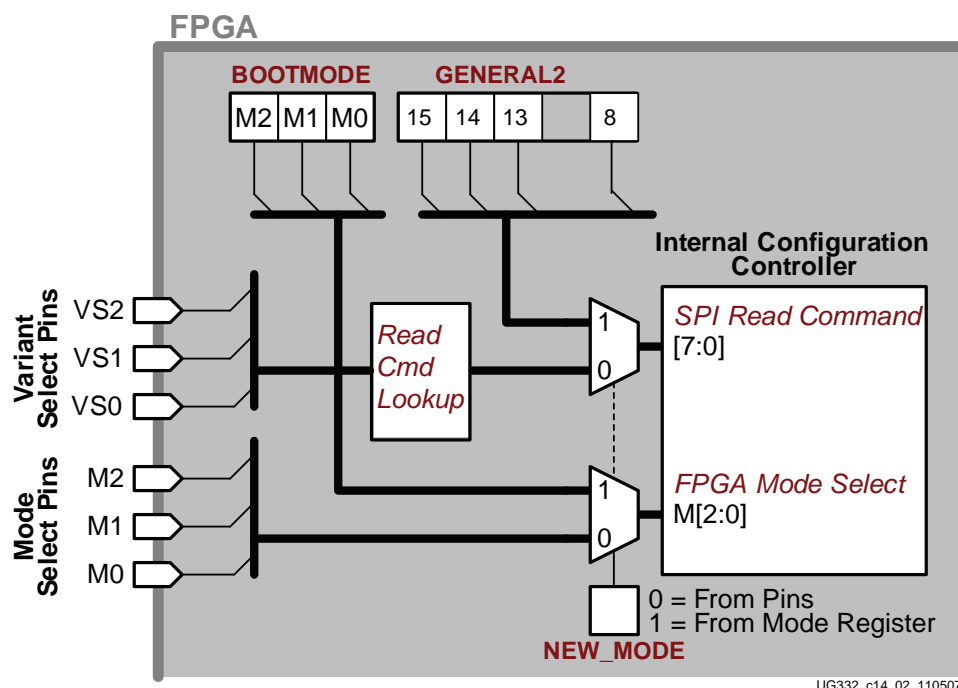 FPGA
BOOTMODE
GENERAL2
M2 M1 M0
15 14 13 8
Internal Configuration
Controller
Variant
Select Pins
VS2
VS1
VS0
Read
Cmd
Lookup
1
0
SPI Read Command
[7:0]
Mode
Select Pins
M2
M1
M0
1
0
FPGA Mode Select
M[2:0]
0 = From Pins
1 = From Mode Register
NEW_MODE
UG332_c14_02_110507